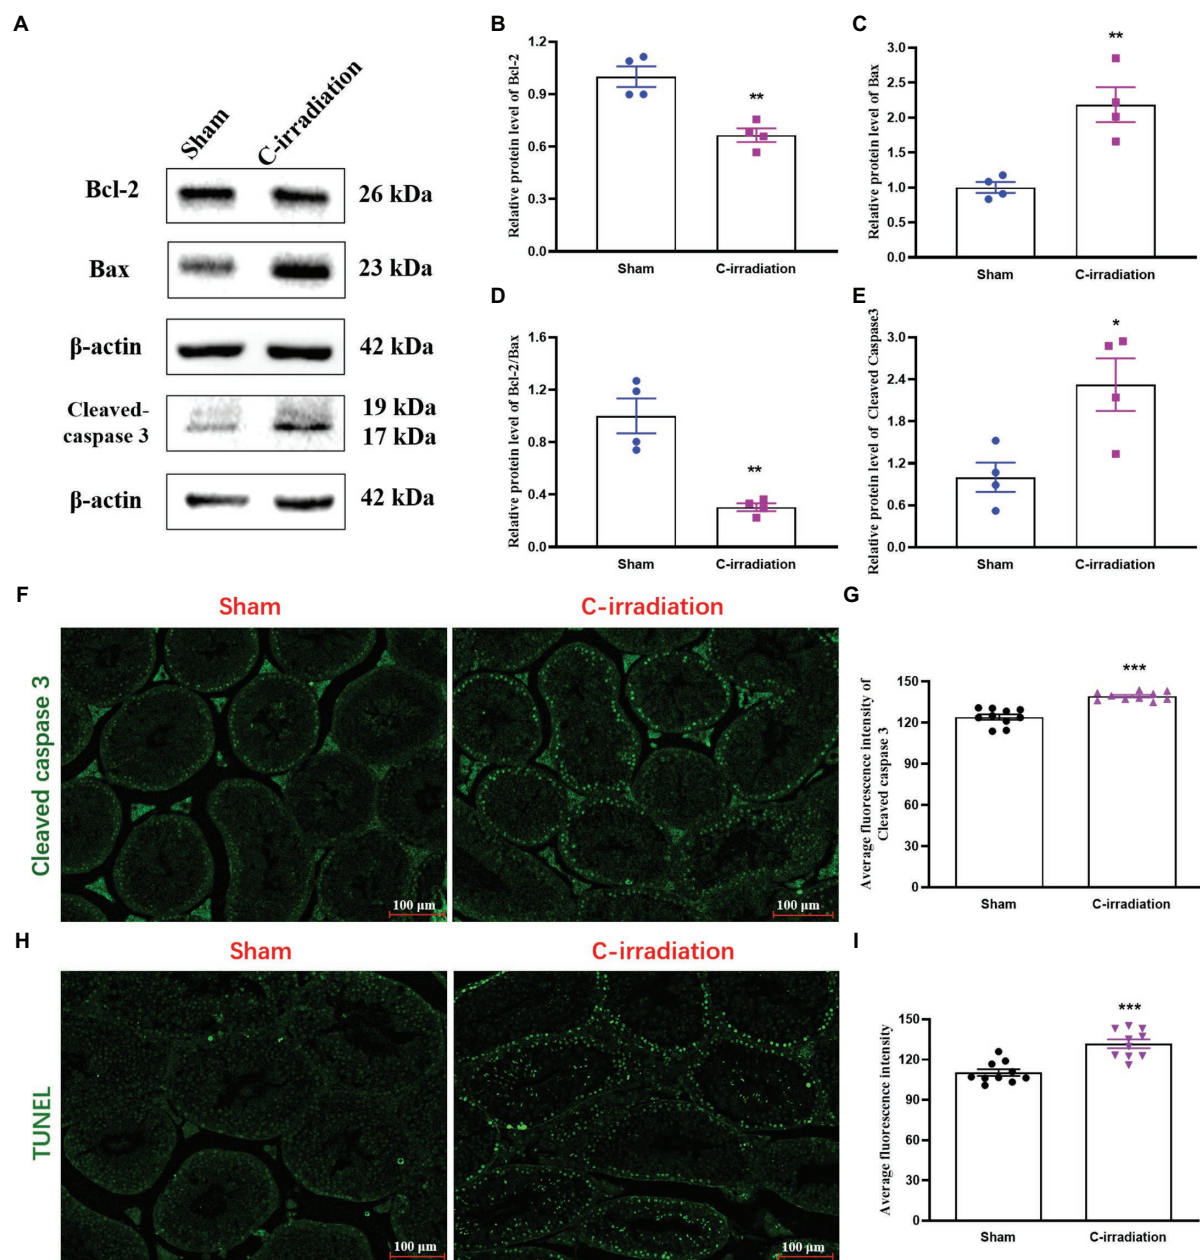 A
Sham
C-irradiation
Bcl-2
26 kDa
Bax
23 kDa
β-actin
42 kDa
Cleaved-
caspase 3
19 kDa
17 kDa
β-actin
42 kDa
B
Relative protein level of Bcl-2
1.2
0.9
0.6
0.3
0.0
**
Sham
C-irradiation
C
Relative protein level of Bax
3.0
2.5
2.0
1.5
1.0
0.5
0.0
**
Sham
C-irradiation
D
Relative protein level of Bcl-2/Bax
1.6
1.2
0.8
0.4
0.0
**
Sham
C-irradiation
E
Relative protein level of Cleaved Caspase3
3.0
2.4
1.8
1.2
0.6
0.0
*
Sham
C-irradiation
F
Sham
C-irradiation
Cleaved caspase 3
100 μm
100 μm
G
Average fluorescence intensity of
Cleaved caspase 3
150
120
90
60
30
0
***
Sham
C-irradiation
H
Sham
C-irradiation
TUNEL
100 μm
100 μm
I
Average fluorescence intensity
150
120
90
60
30
0
***
Sham
C-irradiation